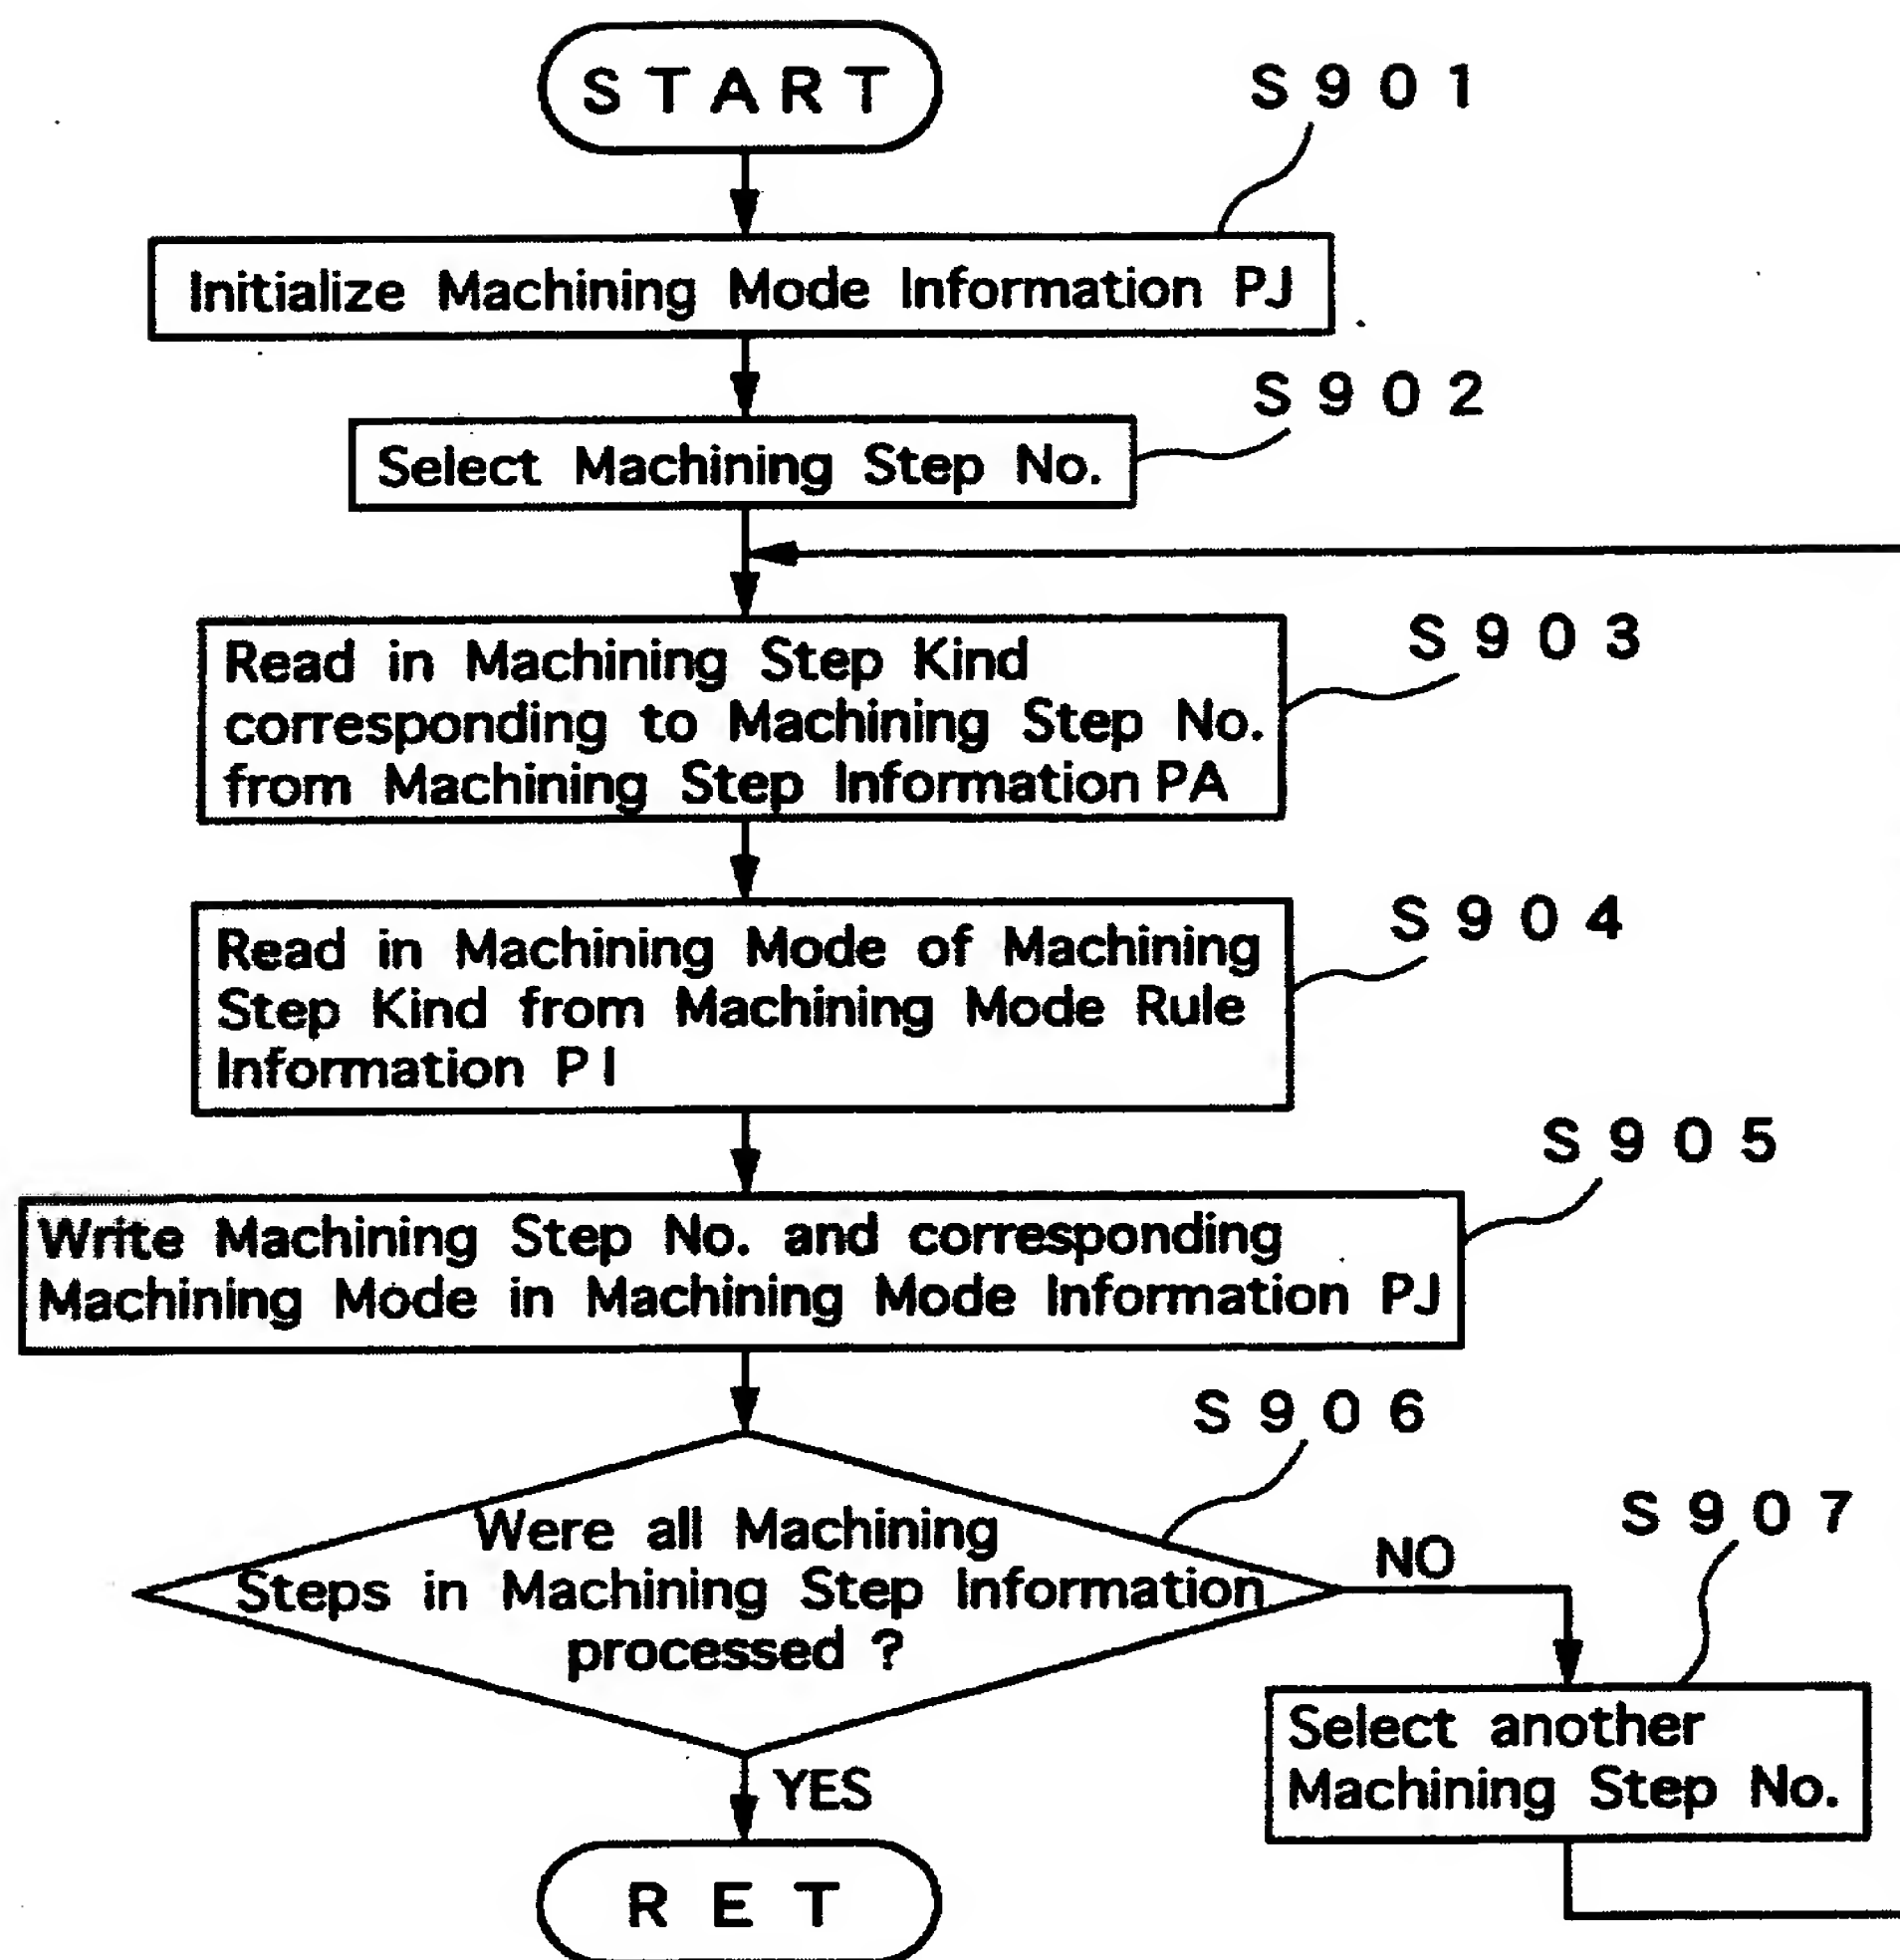 START
S901
Initialize Machining Mode Information PJ
S902
Select Machining Step No.
S903
Read in Machining Step Kind
corresponding to Machining Step No.
from Machining Step Information PA
S904
Read in Machining Mode of Machining
Step Kind from Machining Mode Rule
Information PI
S905
Write Machining Step No. and corresponding
Machining Mode in Machining Mode Information PJ
S906
Were all Machining
Steps in Machining Step Information
processed ?
NO
S907
Select another
Machining Step No.
YES
RET